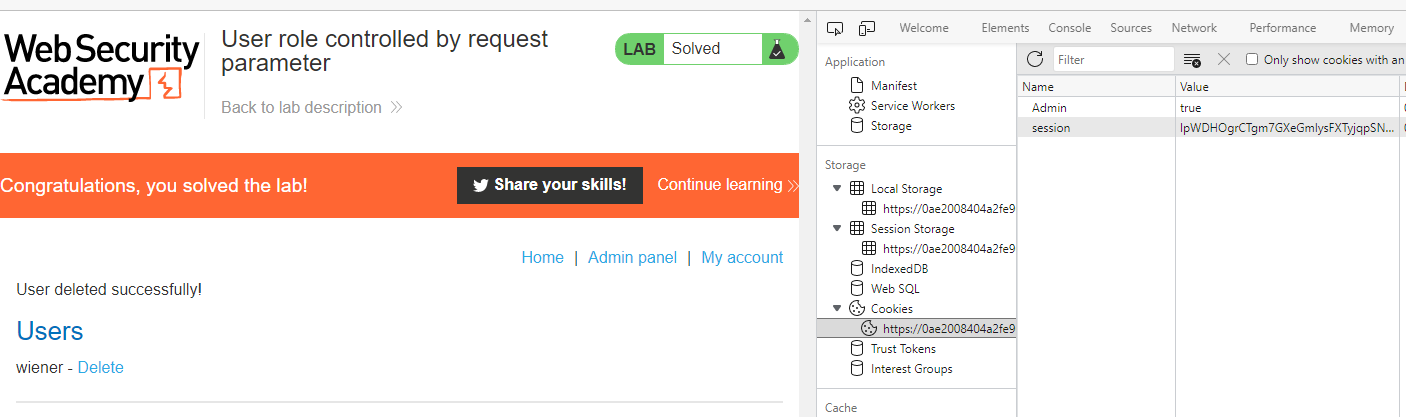 Web Security
Academy
User role controlled by request
parameter
Back to lab description
LAB Solved
Congratulations, you solved the lab!
Share your skills!
Continue learning
Home | Admin panel | My account
User deleted successfully!
Users
wiener - Delete
Welcome Elements Console Sources Network Performance Memory
Application
Manifest
Service Workers
Storage
Storage
Local Storage
https://0ae2008404a2fe9
Session Storage
https://0ae2008404a2fe9
IndexedDB
Web SQL
Cookies
https://0ae2008404a2fe9
Trust Tokens
Interest Groups
Cache
Filter
Only show cookies with an
Name Value
Admin true
session lpWDHOgrCTgm7GXeGmlysFXTyjqpSN...